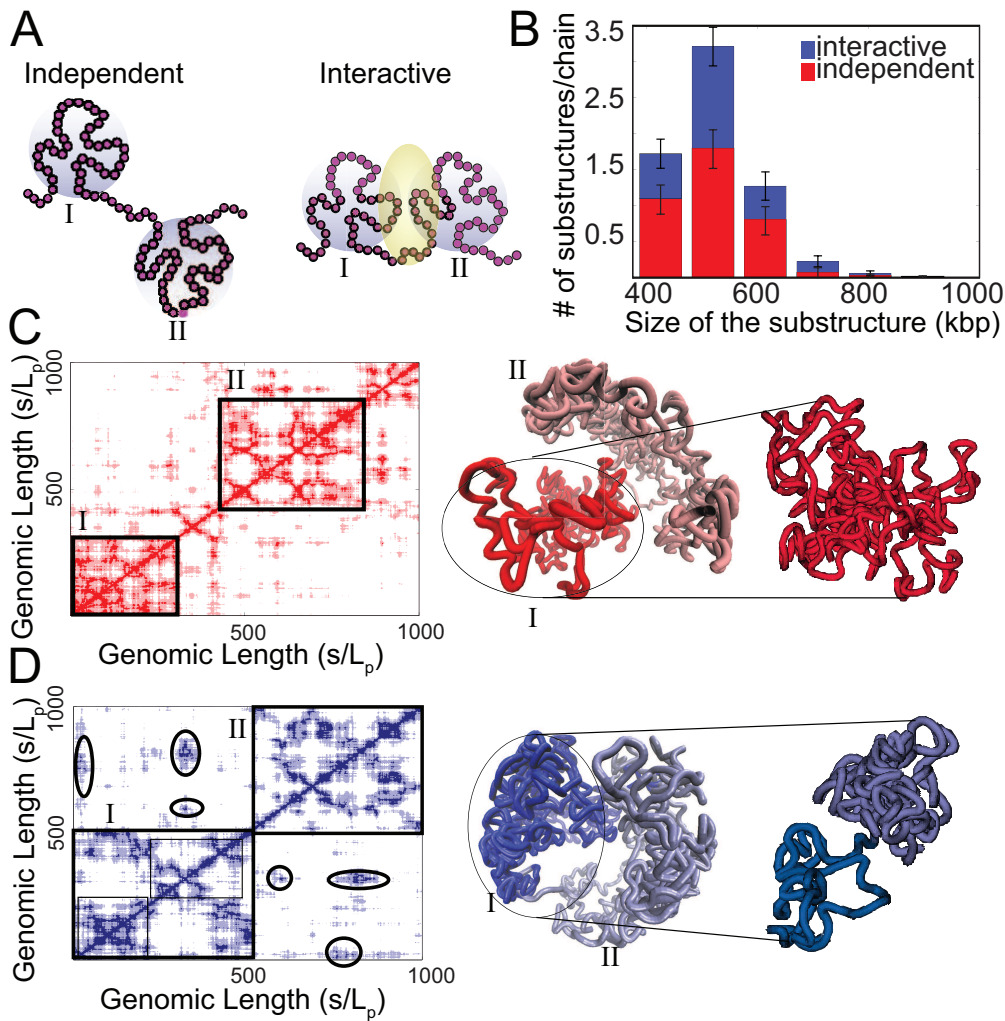 A
Independent
Interactive
I
II
I
II
B
# of substructures/chain
3.5
2.5
1.5
0.5
interactive
independent
400
600
800
1000
Size of the substructure (kbp)
C
Genomic Length (s/Lp)
1000
500
II
I
500
1000
Genomic Length (s/Lp)
II
I
D
Genomic Length (s/Lp)
1000
500
II
I
500
1000
Genomic Length (s/Lp)
I
II